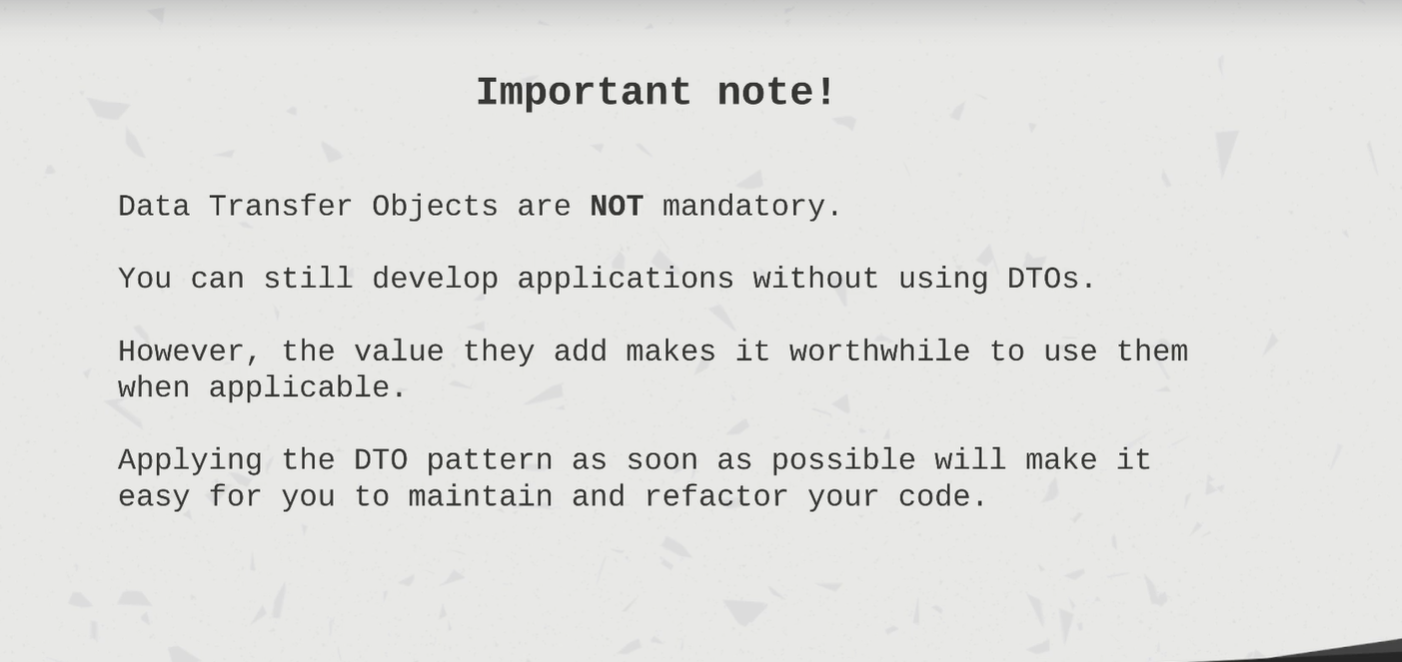 Important note!
Data Transfer Objects are NOT mandatory.
You can still develop applications without using DTOs.
However, the value they add makes it worthwhile to use them
when applicable.
Applying the DTO pattern as soon as possible will make it
easy for you to maintain and refactor your code.